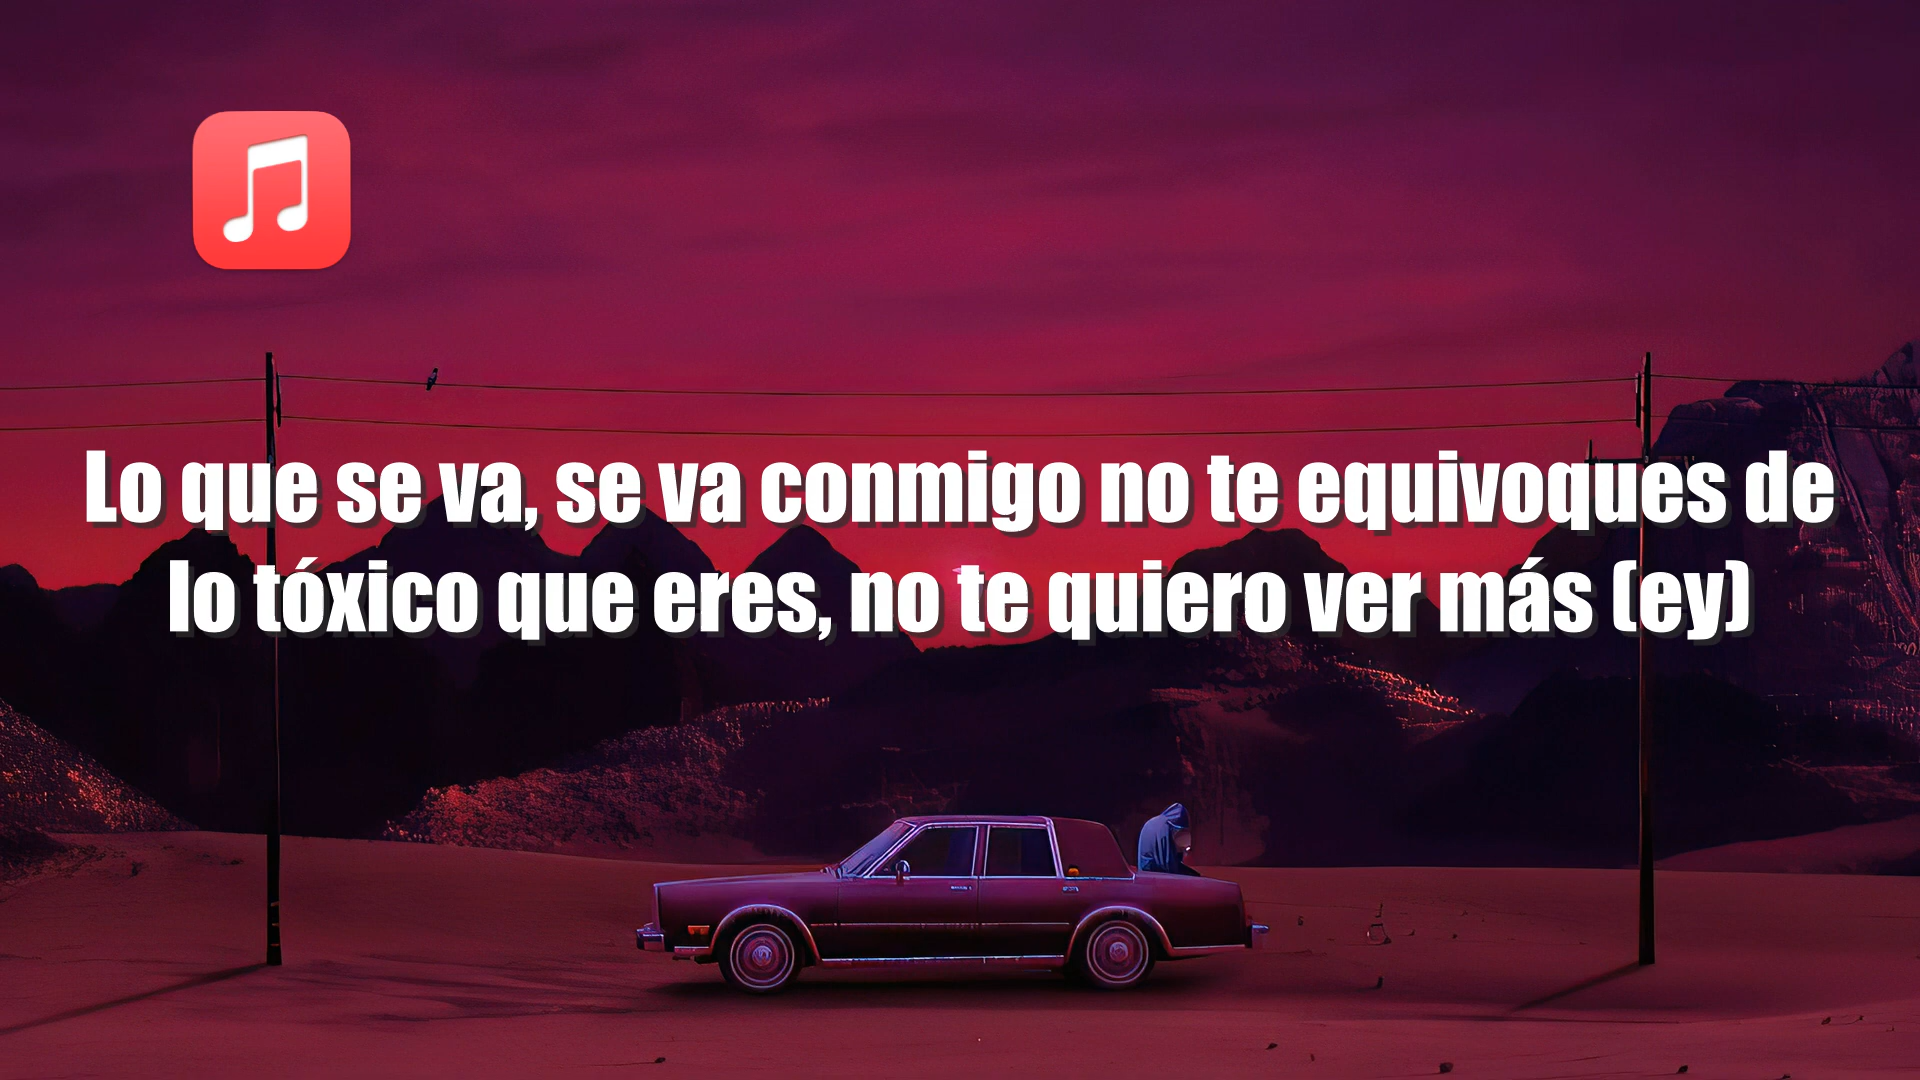 Lo que se va, se va conmigo no te equivoques de
lo tóxico que eres, no te quiero ver más (ey)